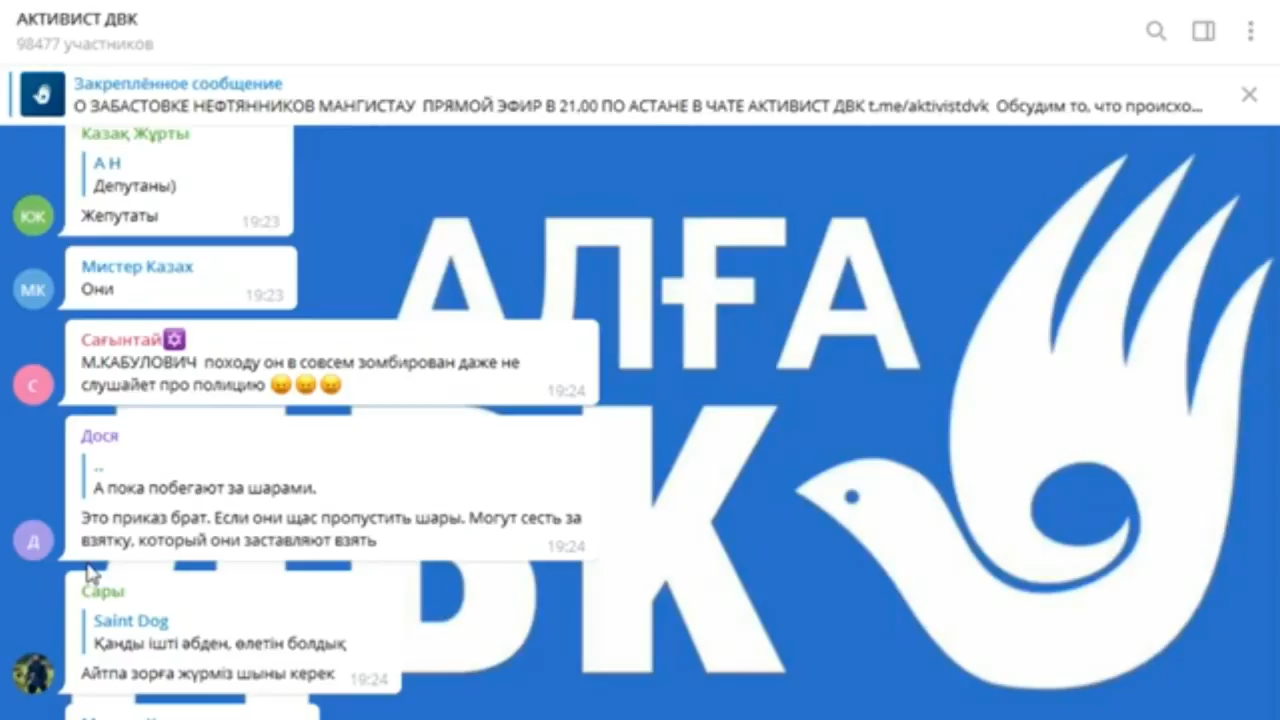 АКТИВИСТ ДВК
98477 участников
Закреплённое сообщение
О ЗАБАСТОВКЕ НЕФТЯННИКОВ МАНГИСТАУ ПРЯМОЙ ЭФИР В 21.00 ПО АСТАНЕ В ЧАТЕ АКТИВИСТ ДВК t.me/aktivistdvk Обсудим то, что происхо...
Казақ Жұрты
А Н
Депутаны)
ЮК
Жепутаты
19:23
Мистер Казах
МК
Они
19:23
Сағынтай
М.КАБУЛОВИЧ походу он в совсем зомбирован даже не
С
слушайет про полицию
19:24
Дося
..
А пока побегают за шарами.
Это приказ брат. Если они щас пропустить шары. Могут сесть за
Д
взятку, который они заставляют взять
19:24
Сары
Saint Dog
Қанды ішті әбден, өлетін болдық
Айтпа зорға жүрміз шыны керек
19:24
АЛҒА
ДВК